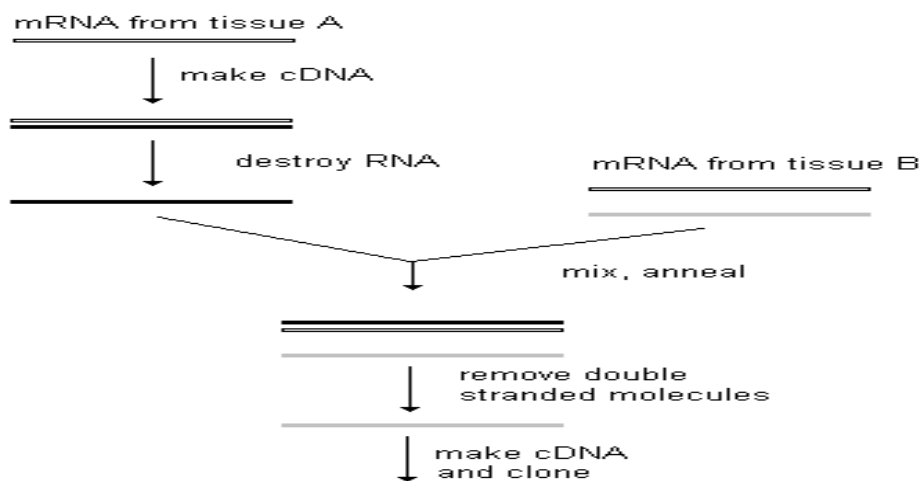 mRNA from tissue A
make cDNA
destroy RNA
mRNA from tissue B
mix, anneal
remove double
stranded molecules
make cDNA
and clone